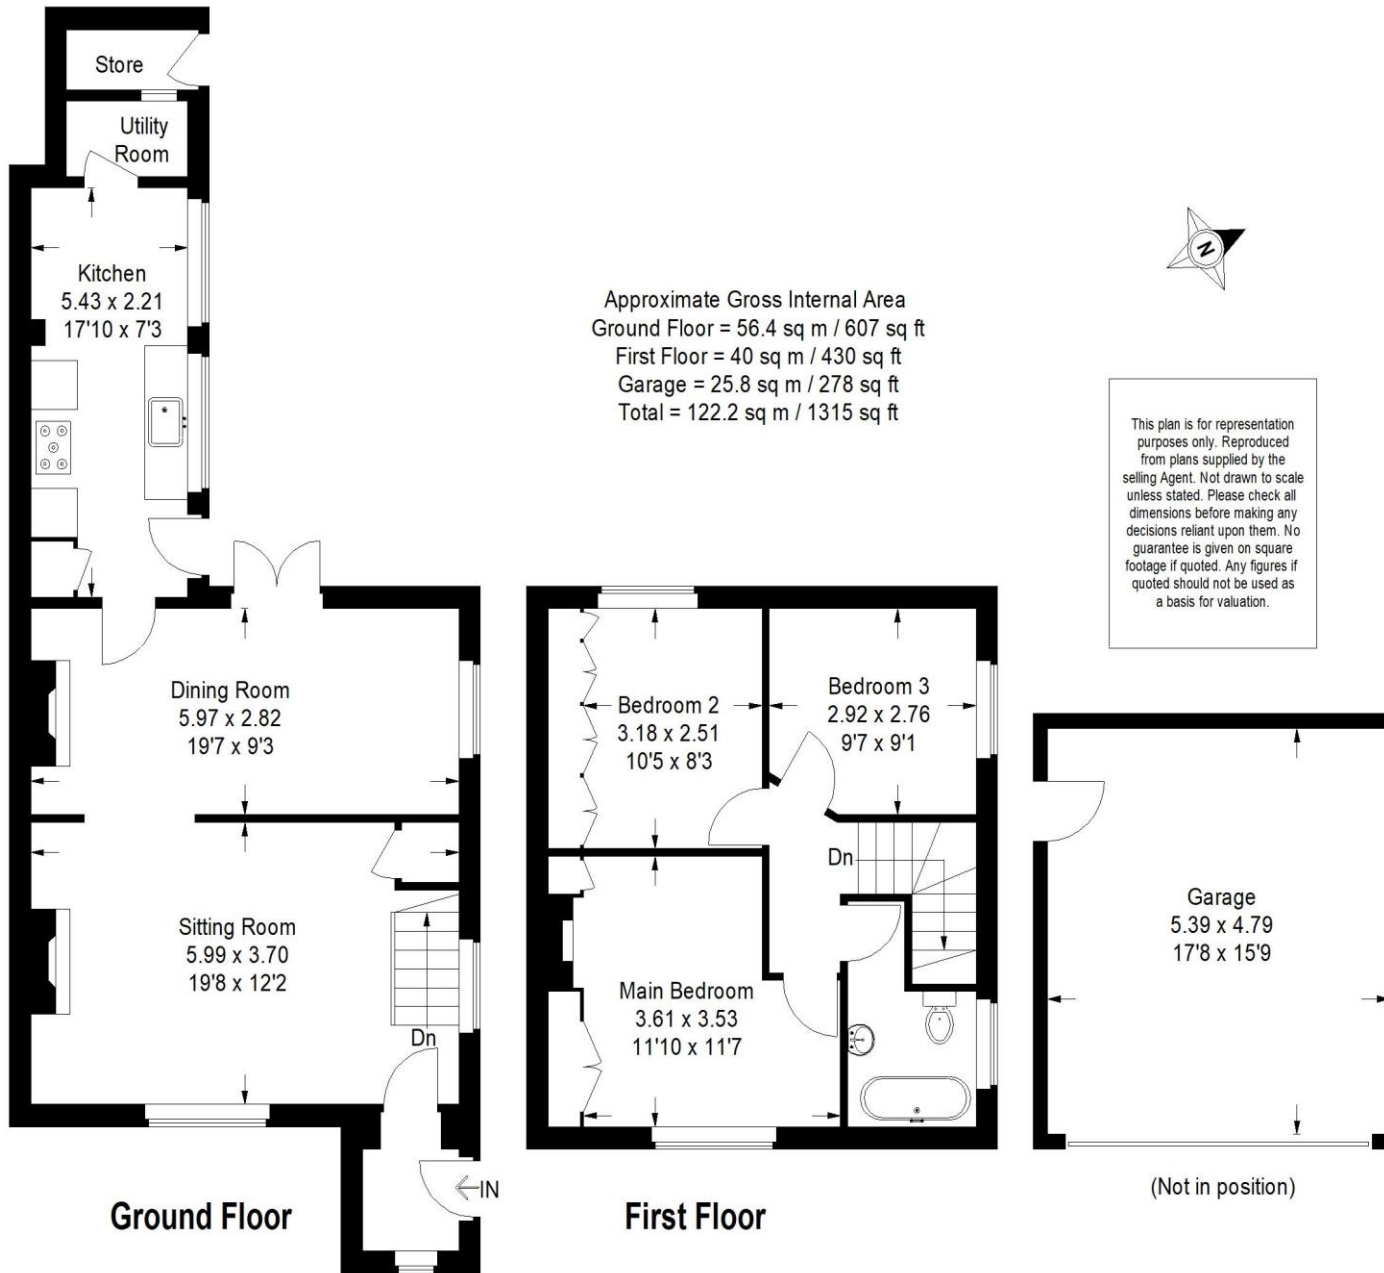 Store
Utility
Room
Kitchen
5.43 x 2.21
17'10 x 7'3
Approximate Gross Internal Area
Ground Floor = 56.4 sq m / 607 sq ft
First Floor = 40 sq m / 430 sq ft
Garage = 25.8 sq m / 278 sq ft
Total = 122.2 sq m / 1315 sq ft
N
This plan is for representation
purposes only. Reproduced
from plans supplied by the
selling Agent. Not drawn to scale
unless stated. Please check all
dimensions before making any
decisions reliant upon them. No
guarantee is given on square
footage if quoted. Any figures if
quoted should not be used as
a basis for valuation.
Dining Room
5.97 x 2.82
19'7 x 9'3
Sitting Room
5.99 x 3.70
19'8 x 12'2
Dn
IN
Ground Floor
Bedroom 2
3.18 x 2.51
10'5 x 8'3
Bedroom 3
2.92 x 2.76
9'7 x 9'1
Dn
Main Bedroom
3.61 x 3.53
11'10 x 11'7
First Floor
Garage
5.39 x 4.79
17'8 x 15'9
(Not in position)